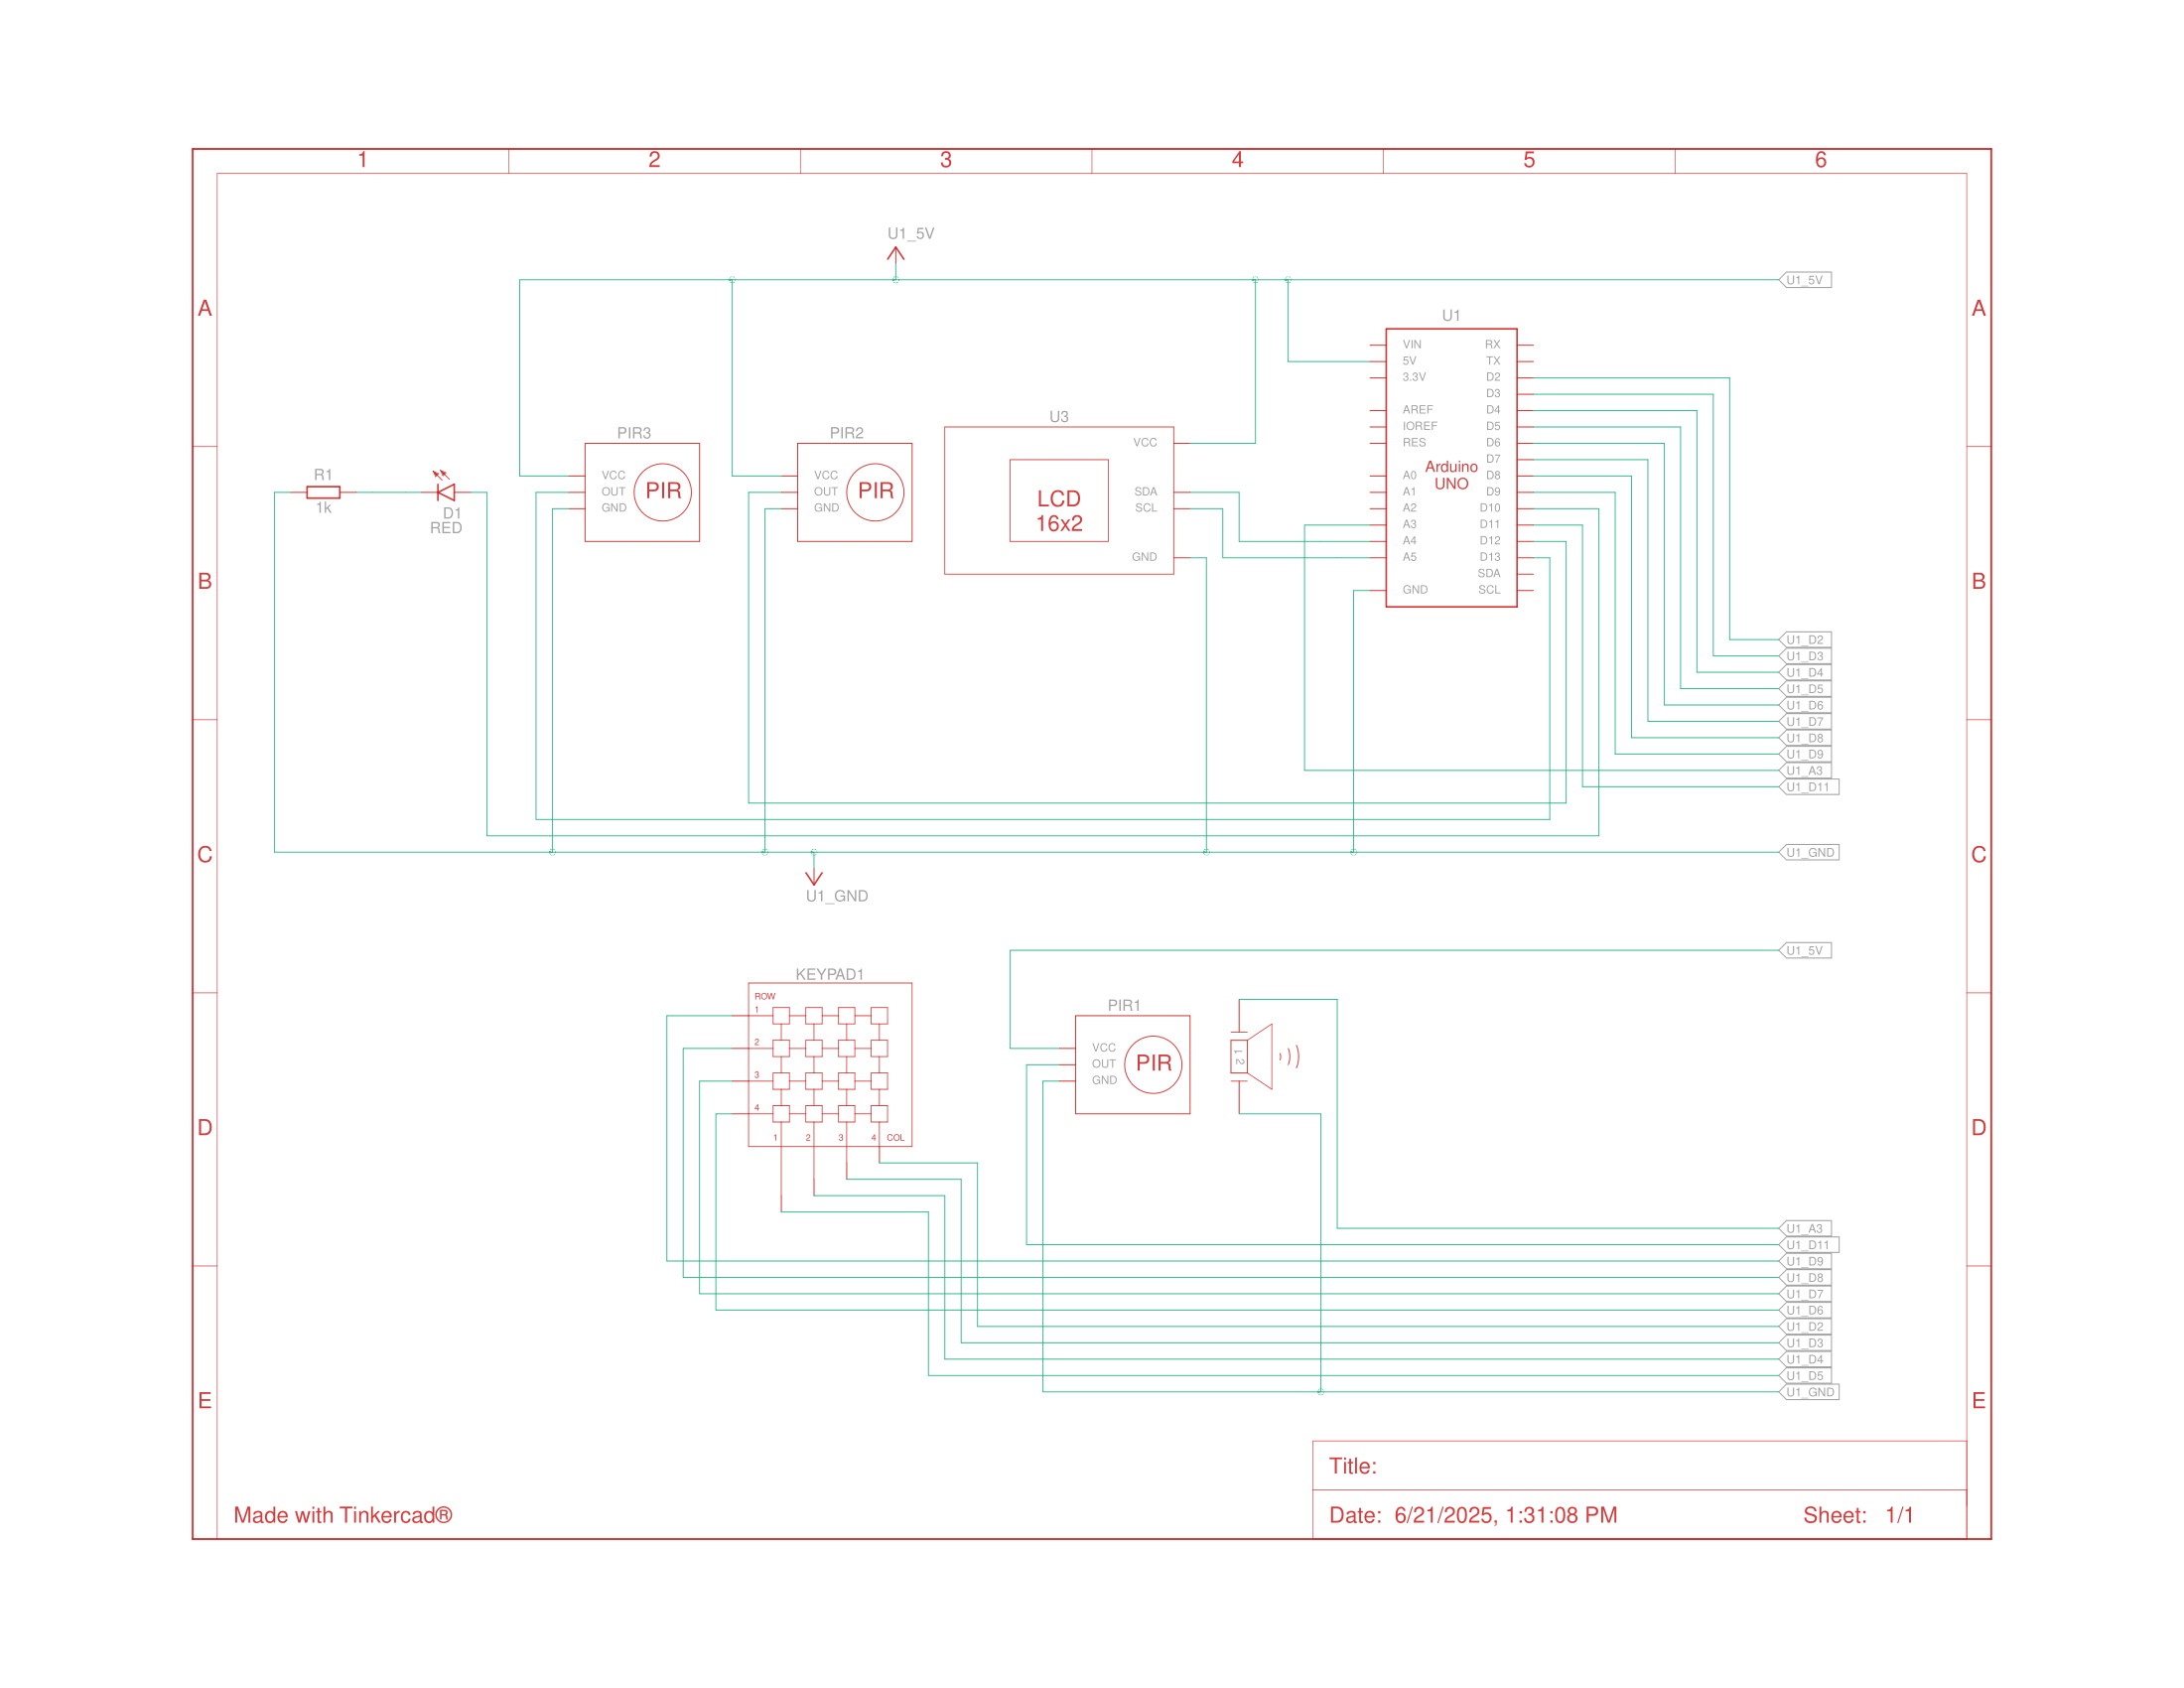 1 2 3 4 5 6
A A
B B
C C
D D
E E
U1_5V
U1_5V
U1
VIN RX
5V TX
3.3V D2
D3
AREF D4
IOREF D5
RES D6
D7
A0 D8
A1 D9
A2 D10
A3 D11
A4 D12
A5 D13
SDA
GND SCL
Arduino
UNO
U3
VCC
SDA
SCL
GND
LCD
16x2
PIR3
VCC
OUT
GND
PIR
PIR2
VCC
OUT
GND
PIR
R1
1k
D1
RED
U1_D2
U1_D3
U1_D4
U1_D5
U1_D6
U1_D7
U1_D8
U1_D9
U1_A3
U1_D11
U1_GND
U1_GND
U1_5V
KEYPAD1
ROW
1
2
3
4
1 2 3 4 COL
PIR1
VCC
OUT
GND
PIR
1 2
U1_A3
U1_D11
U1_D9
U1_D8
U1_D7
U1_D6
U1_D2
U1_D3
U1_D4
U1_D5
U1_GND
Title:
Made with Tinkercad®
Date: 6/21/2025, 1:31:08 PM Sheet: 1/1